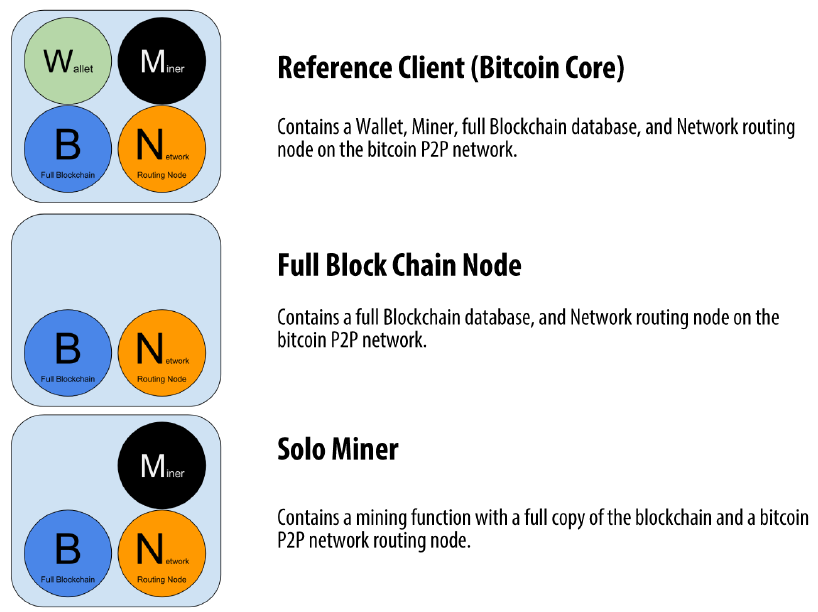 Wallet Miner
B Network
Full Blockchain Routing Node
Reference Client (Bitcoin Core)
Contains a Wallet, Miner, full Blockchain database, and Network routing
node on the bitcoin P2P network.
B Network
Full Blockchain Routing Node
Full Block Chain Node
Contains a full Blockchain database, and Network routing node on the
bitcoin P2P network.
Miner
B Network
Full Blockchain Routing Node
Solo Miner
Contains a mining function with a full copy of the blockchain and a bitcoin
P2P network routing node.